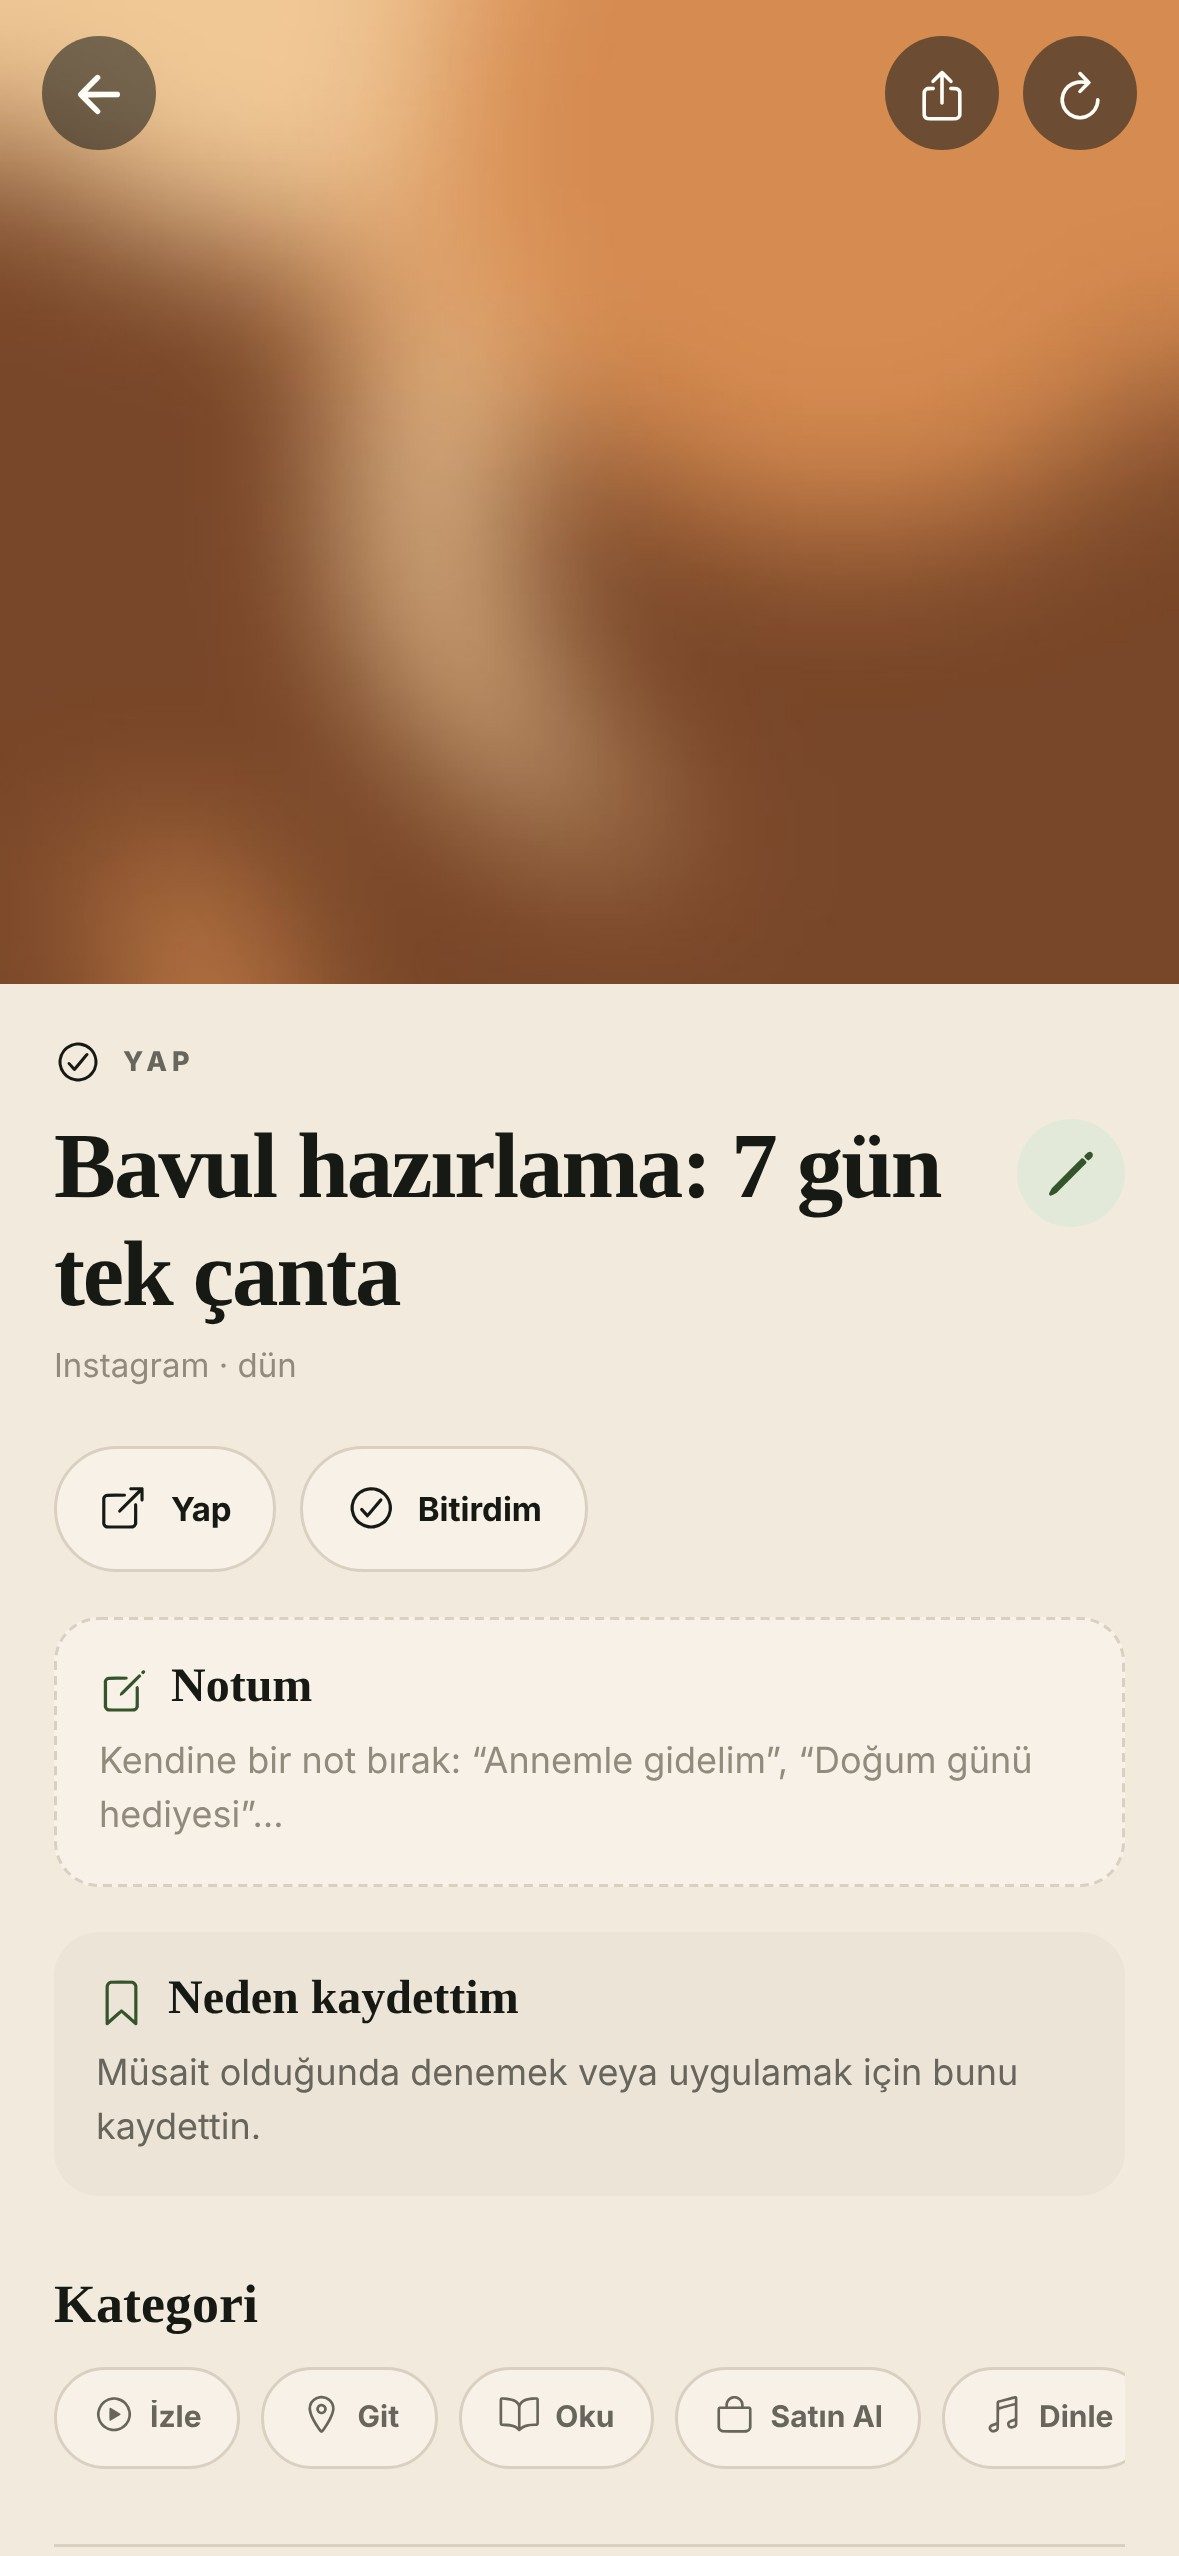 YAP
Bavul hazırlama: 7 gün
tek çanta
Instagram · dün
Yap
Bitirdim
Notum
Kendine bir not bırak: “Annemle gidelim”, “Doğum günü
hediyesi”...
Neden kaydettim
Müsait olduğunda denemek veya uygulamak için bunu
kaydettin.
Kategori
İzle
Git
Oku
Satın Al
Dinle